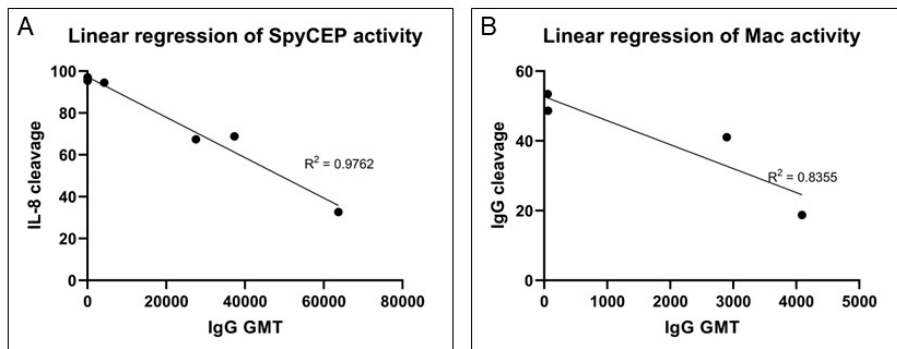 A
Linear regression of SpyCEP activity
IL-8 cleavage
100
80
60
40
20
0
R² = 0.9762
0 20000 40000 60000 80000
IgG GMT
B
Linear regression of Mac activity
IgG cleavage
60
40
20
0
R² = 0.8355
0 1000 2000 3000 4000 5000
IgG GMT